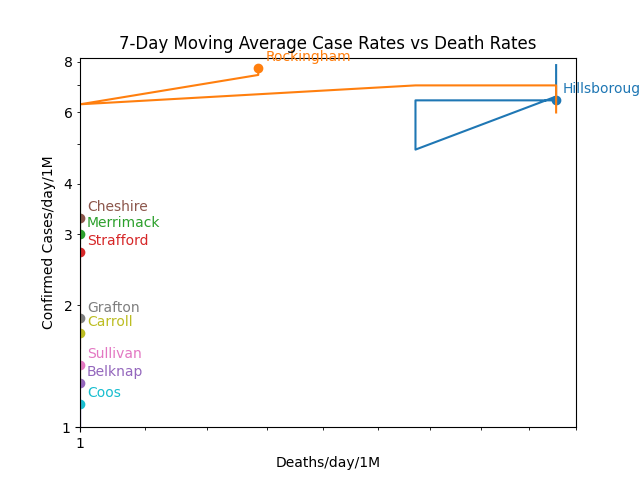 7-Day Moving Average Case Rates vs Death Rates
Rockingham
Hillsboroug
Cheshire
Merrimack
Strafford
Grafton
Carroll
Sullivan
Belknap
Coos
Confirmed Cases/day/1M
8
6
4
3
2
1
1
Deaths/day/1M